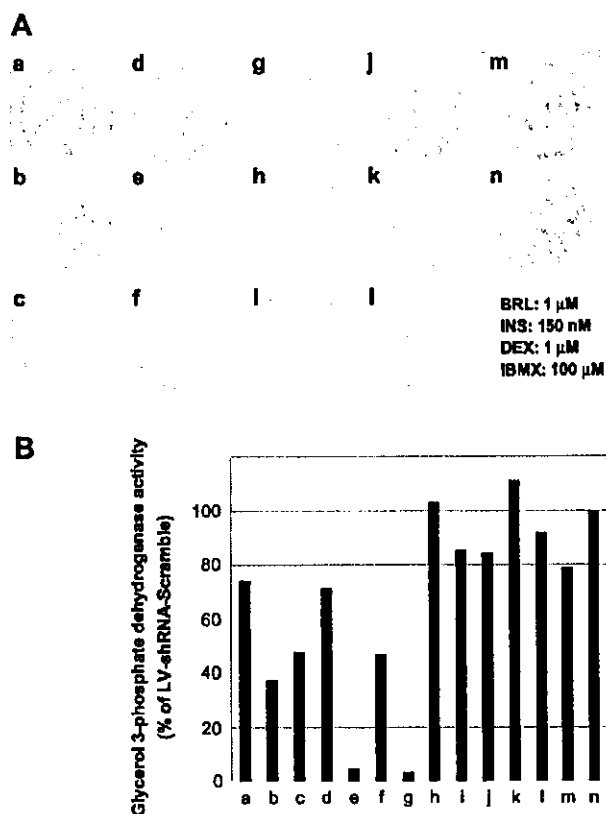 A
a d g j m
b e h k n
c f I l
BRL: 1 µM
INS: 150 nM
DEX: 1 µM
IBMX: 100 µM
B
Glycerol 3-phosphate dehydrogenase activity
(% of LV-shRNA-Scramble)
100
80
60
40
20
0
a b c d e f g h i j k l m n